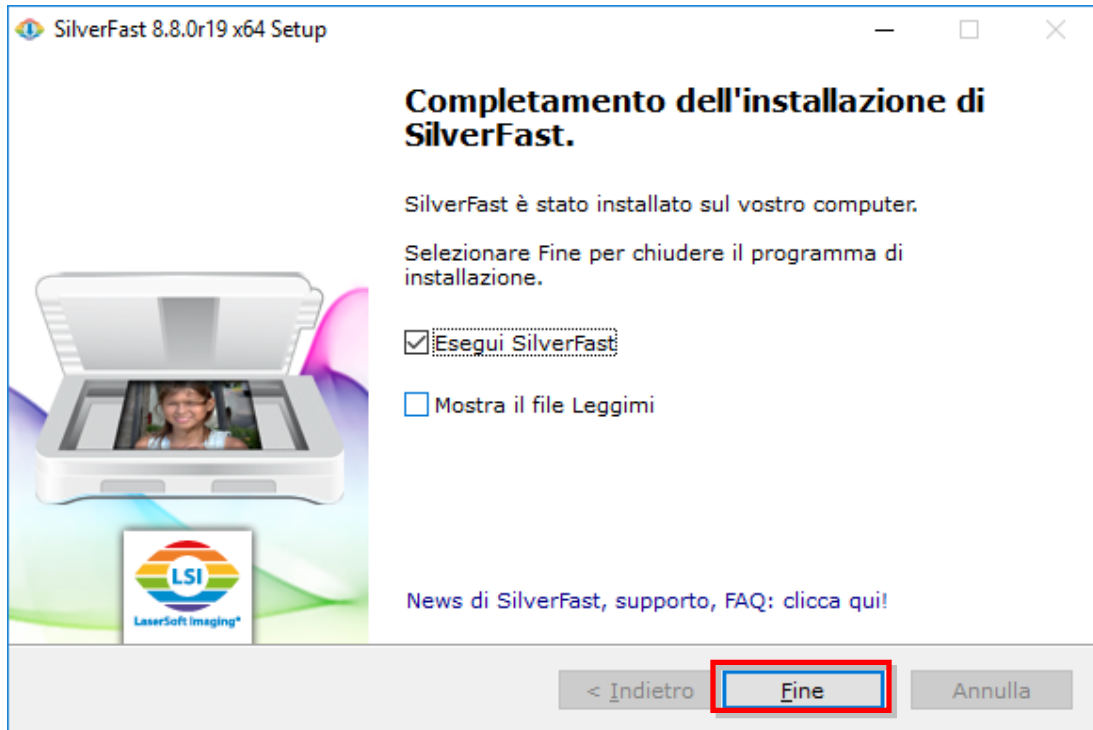 SilverFast 8.8.0r19 x64 Setup
Completamento dell'installazione di
SilverFast.
SilverFast è stato installato sul vostro computer.
Selezionare Fine per chiudere il programma di
installazione.
Esegui SilverFast
Mostra il file Leggimi
LSI
LaserSoft Imaging®
News di SilverFast, supporto, FAQ: clicca qui!
< Indietro
Fine
Annulla